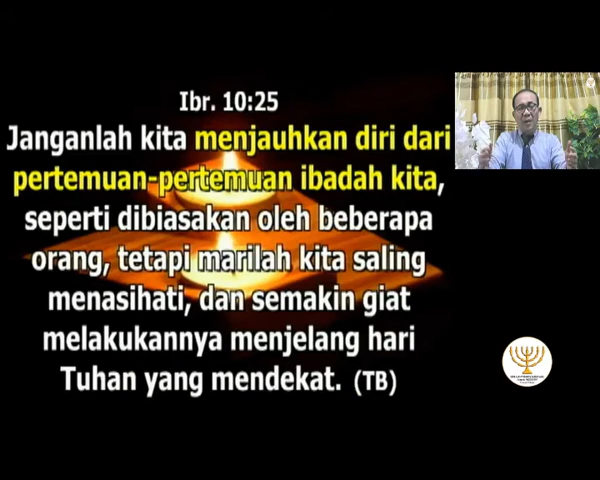 Ibr. 10:25
Janganlah kita menjauhkan diri dari
pertemuan-pertemuan ibadah kita,
seperti dibiasakan oleh beberapa
orang, tetapi marilah kita saling
menasihati, dan semakin giat
melakukannya menjelang hari
Tuhan yang mendekat. (TB)